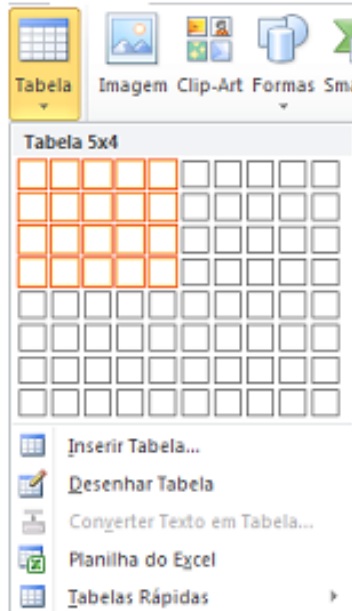 Tabela Imagem Clip-Art Formas Sma
Tabela 5x4
Inserir Tabela...
Desenhar Tabela
Converter Texto em Tabela...
Planilha do Excel
Tabelas Rápidas